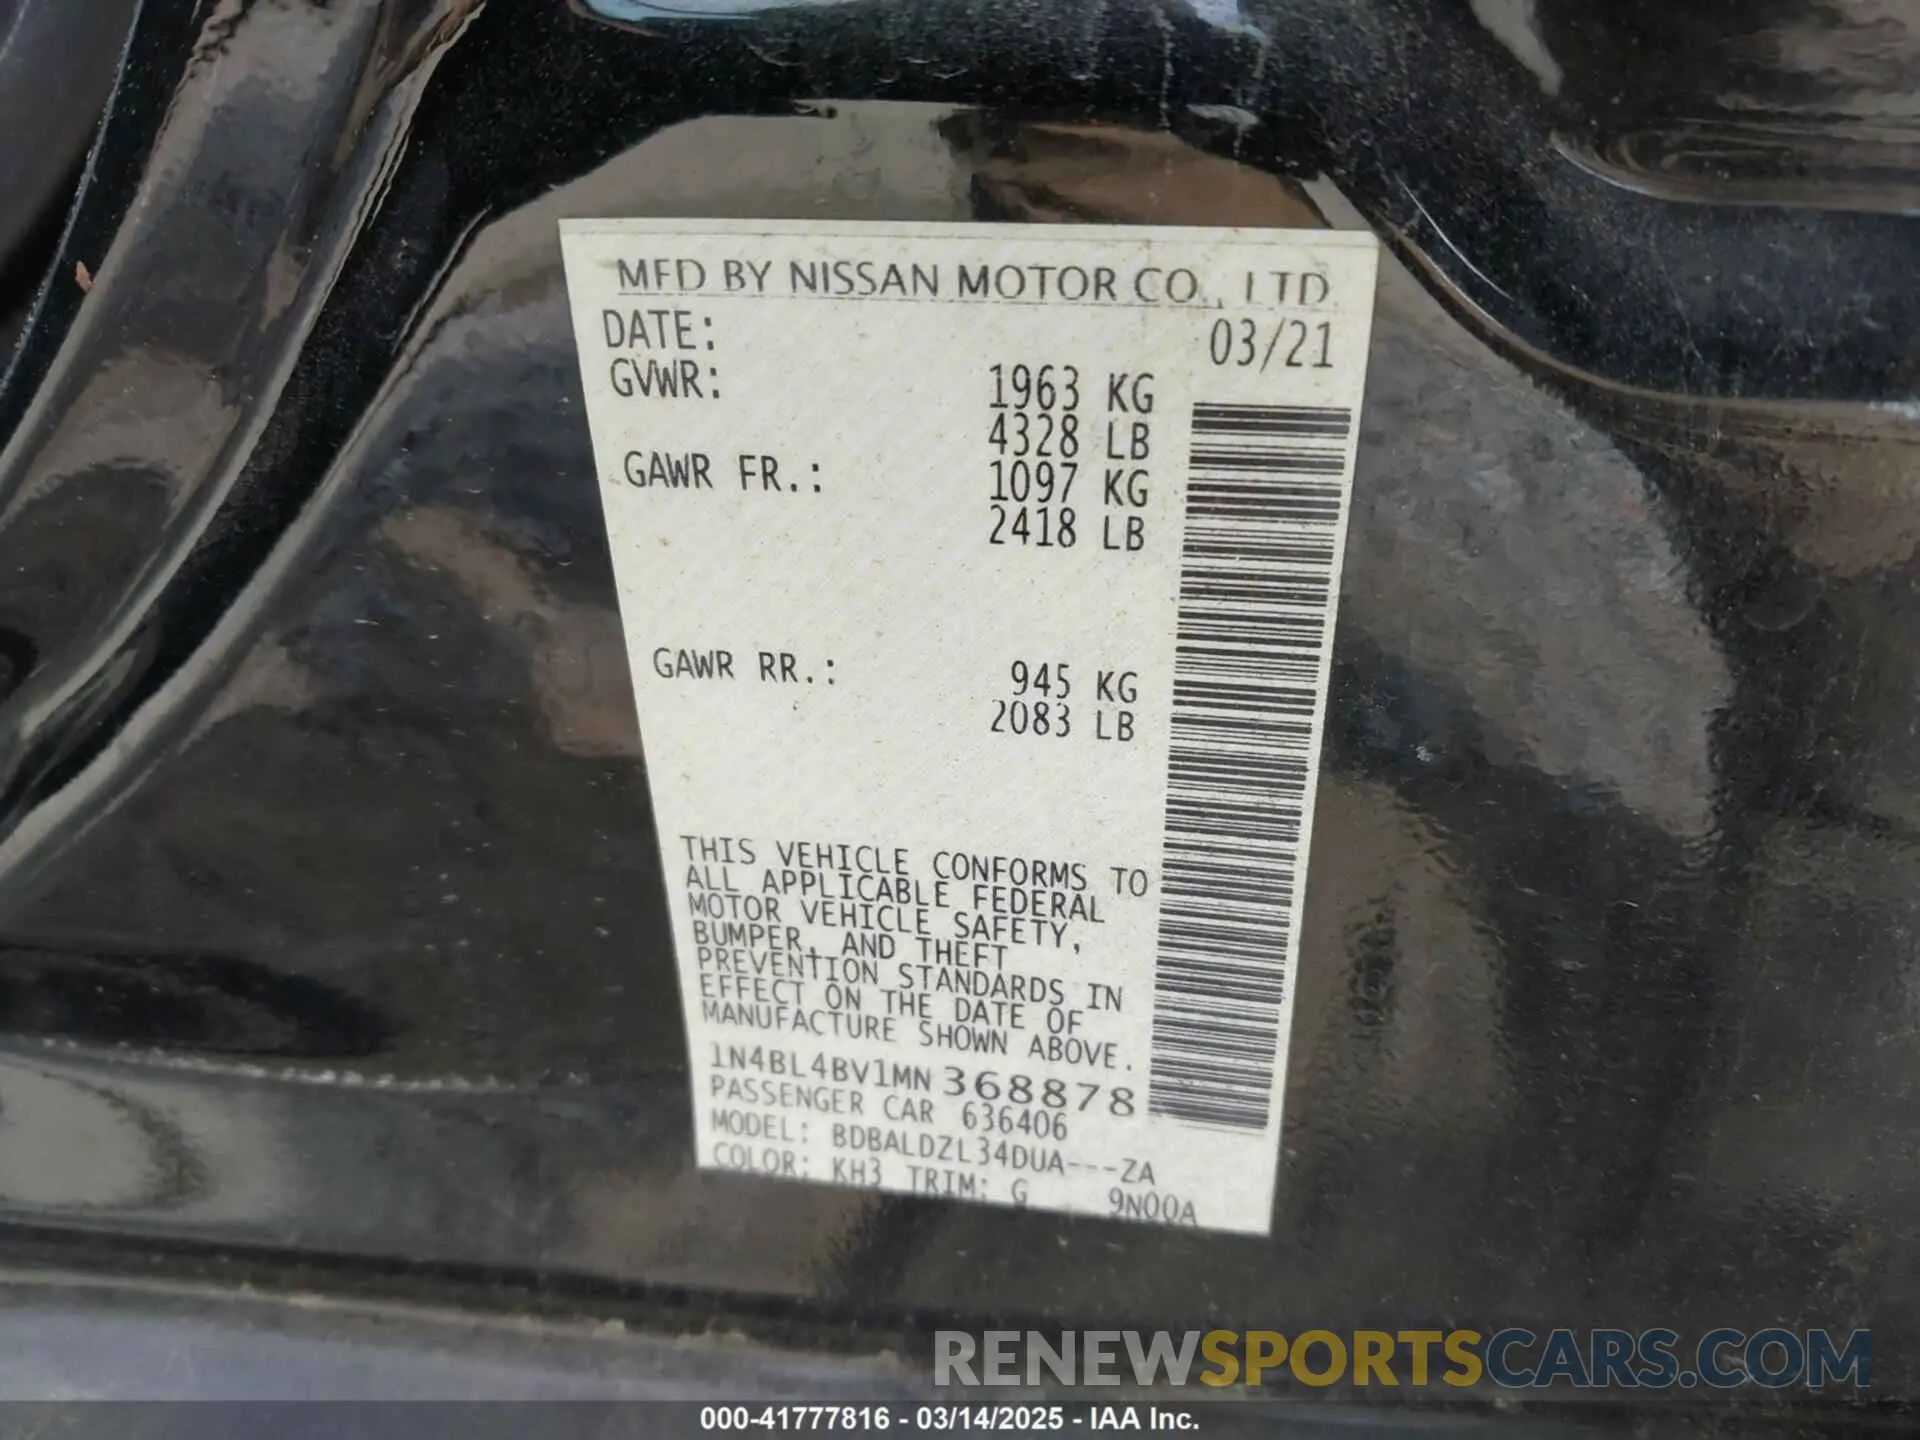 MFD BY NISSAN MOTOR CO., LTD.
DATE: 03/21
GVWR: 1963 KG
4328 LB
GAWR FR.: 1097 KG
2418 LB
GAWR RR.: 945 KG
2083 LB
THIS VEHICLE CONFORMS TO
ALL APPLICABLE FEDERAL
MOTOR VEHICLE SAFETY,
BUMPER, AND THEFT
PREVENTION STANDARDS IN
EFFECT ON THE DATE OF
MANUFACTURE SHOWN ABOVE.
1N4BL4BV1MN368878
PASSENGER CAR 636406
MODEL: BDBALDZL34DUA---ZA
COLOR: KH3 TRIM: G 9N00A
RENEWSPORTSCARS.COM
000-41777816 - 03/14/2025 - IAA Inc.